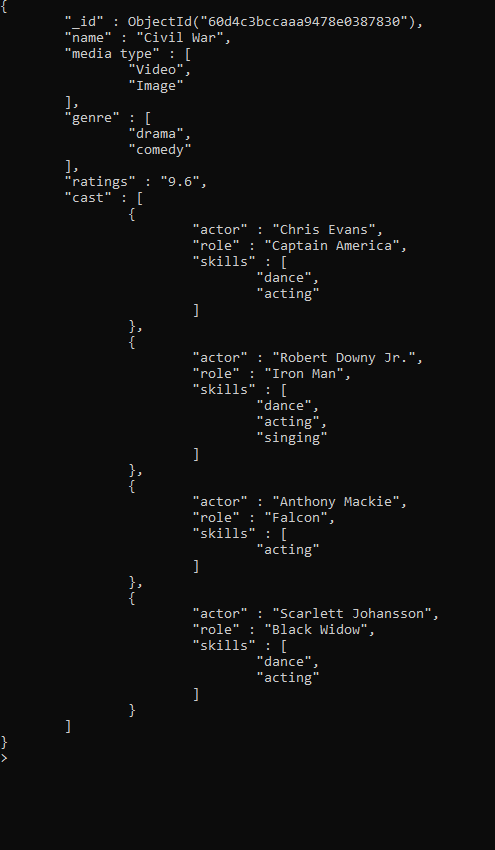 {
        "_id" : ObjectId("60d4c3bccaaa9478e0387830"),
        "name" : "Civil War",
        "media type" : [
                "Video",
                "Image"
        ],
        "genre" : [
                "drama",
                "comedy"
        ],
        "ratings" : "9.6",
        "cast" : [
                {
                        "actor" : "Chris Evans",
                        "role" : "Captain America",
                        "skills" : [
                                "dance",
                                "acting"
                        ]
                },
                {
                        "actor" : "Robert Downy Jr.",
                        "role" : "Iron Man",
                        "skills" : [
                                "dance",
                                "acting",
                                "singing"
                        ]
                },
                {
                        "actor" : "Anthony Mackie",
                        "role" : "Falcon",
                        "skills" : [
                                "acting"
                        ]
                },
                {
                        "actor" : "Scarlett Johansson",
                        "role" : "Black Widow",
                        "skills" : [
                                "dance",
                                "acting"
                        ]
                }
        ]
}
>